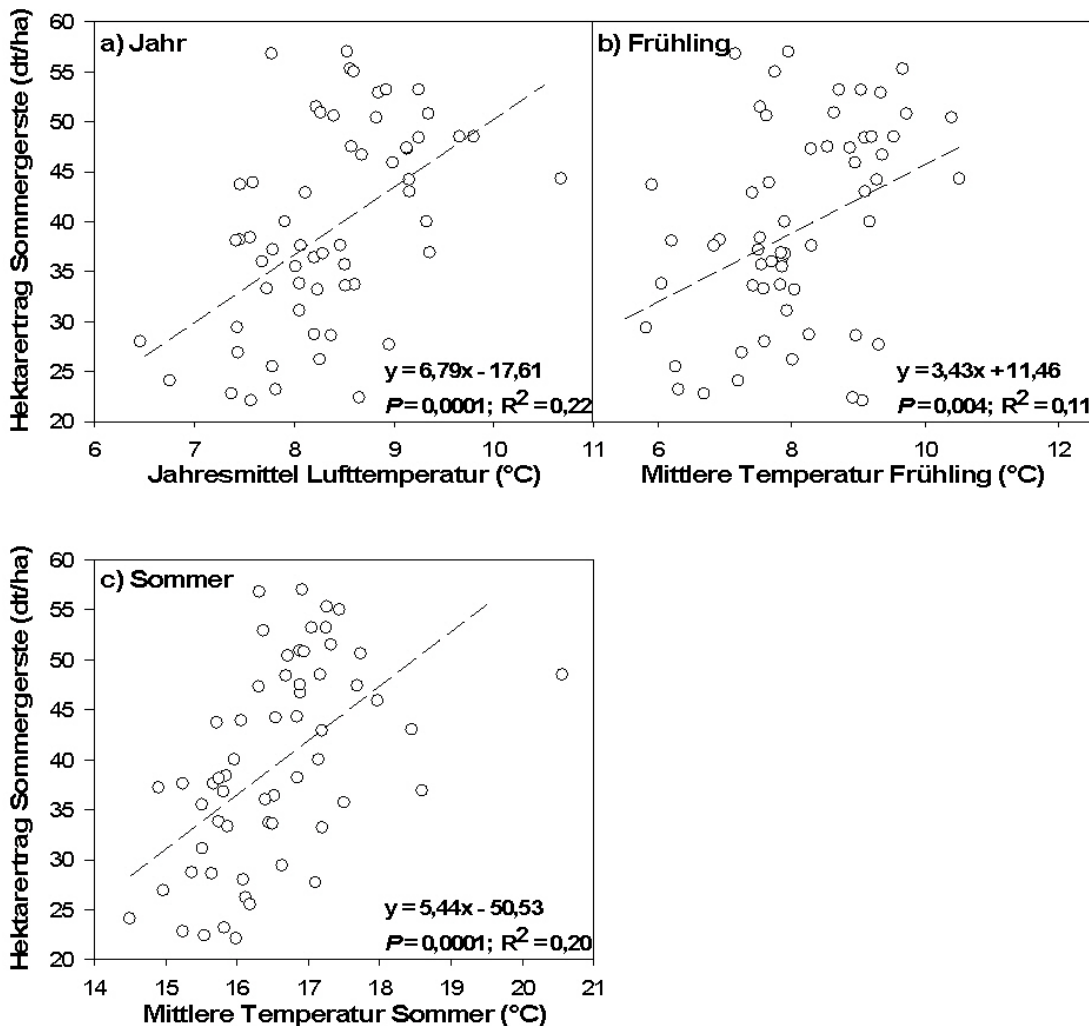 Hektarertrag Sommergerste (dt/ha)
60
55
50
45
40
35
30
25
20
a) Jahr
y = 6,79x - 17,61
P = 0,0001; R² = 0,22
6 7 8 9 10 11
Jahresmittel Lufttemperatur (°C)
b) Frühling
y = 3,43x + 11,46
P = 0,004; R² = 0,11
6 8 10 12
Mittlere Temperatur Frühling (°C)
Hektarertrag Sommergerste (dt/ha)
60
55
50
45
40
35
30
25
20
c) Sommer
y = 5,44x - 50,53
P = 0,0001; R² = 0,20
14 15 16 17 18 19 20 21
Mittlere Temperatur Sommer (°C)